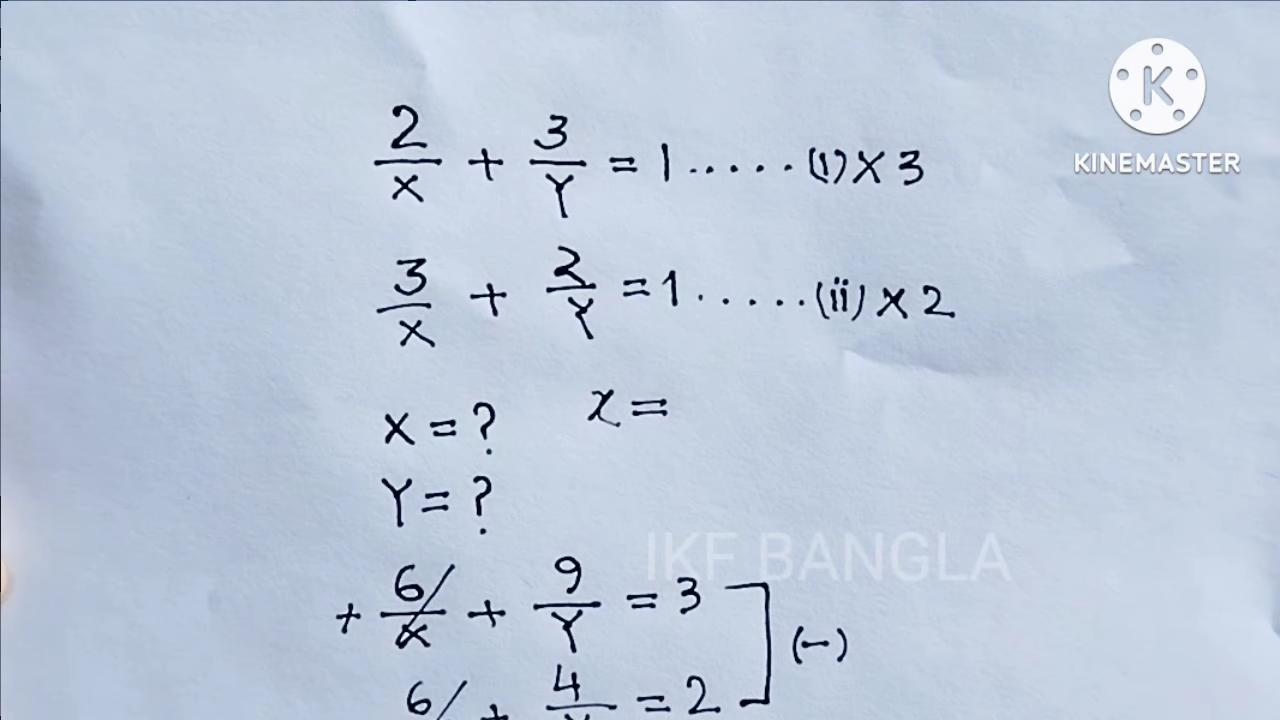 K
KINEMASTER
2/X + 3/Y = 1 ..... (i) X 3
3/X + 2/Y = 1 ..... (ii) X 2
X = ? x =
Y = ?
IKF BANGLA
+ 6/X + 9/Y = 3
(-)
6/ + 4/Y = 2